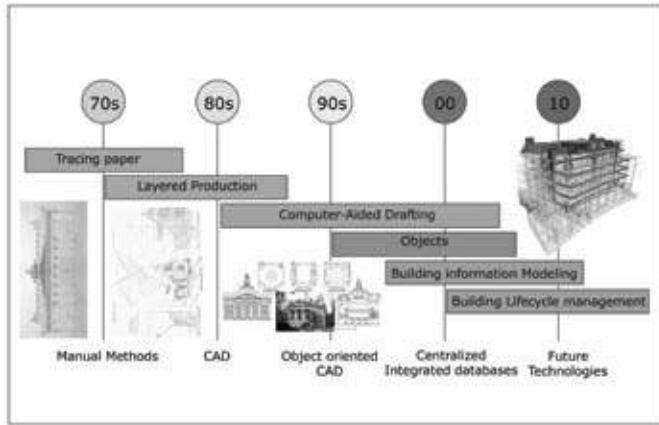 70s
80s
90s
00
10
Tracing paper
Layered Production
Computer-Aided Drafting
Objects
Building information Modeling
Building Lifecycle management
Manual Methods
CAD
Object oriented
CAD
Centralized
Integrated databases
Future
Technologies